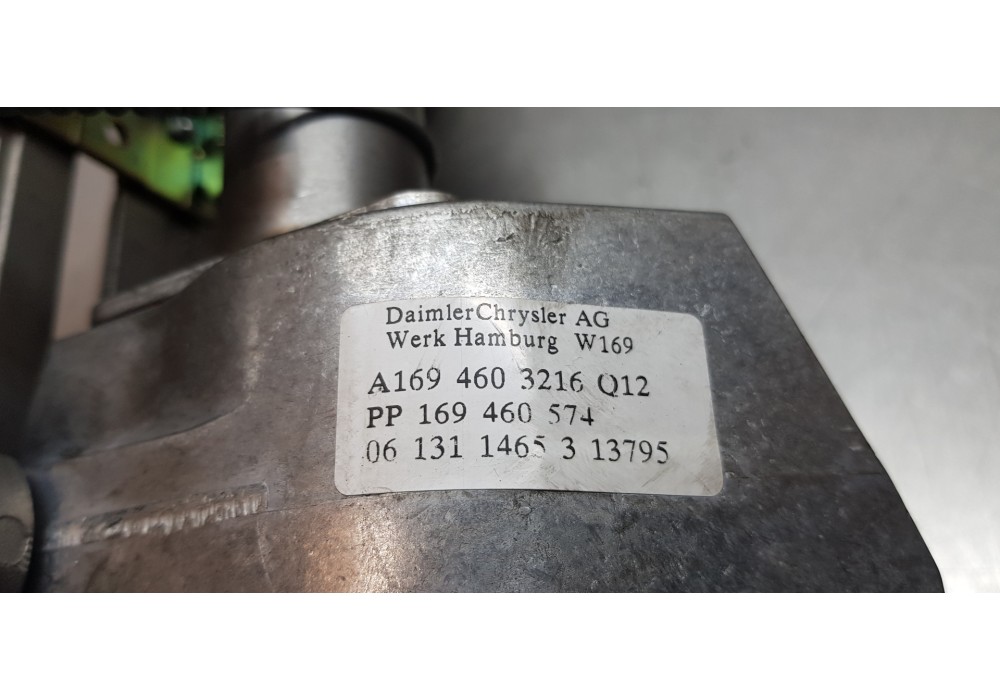 DaimlerChrysler AG
Werk Hamburg W169
A169 460 3216 Q12
PP 169 460 574
06 131 1465 3 13795